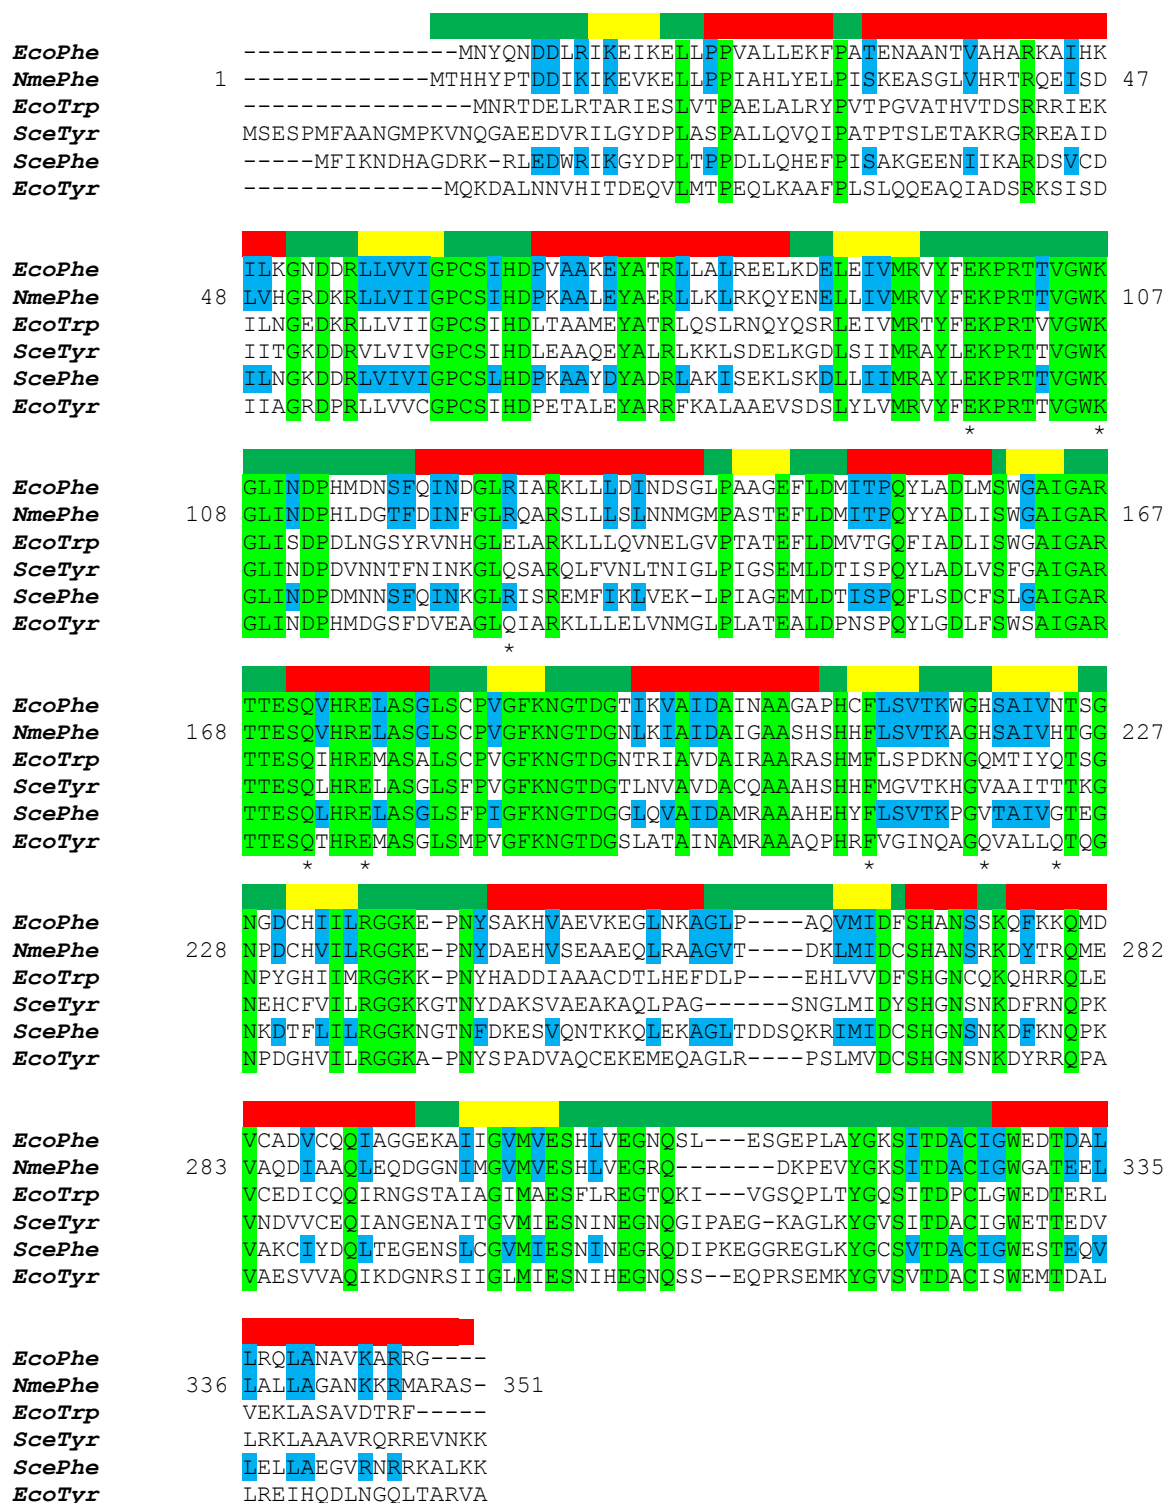 EcoPhe ---------------MNYQNDDLRIKEIKELLPPVALLEKFPATENAANTVAHARKAIHK
NmePhe 1 -------------MTHHYPTDDIKIKEVKELLPPIAHLYELPISKEASGLVHRTRQEISD 47
EcoTrp ----------------MNRTDELRTARIESLVTPAELALRYPVTPGVATHVTDSRRRIEK
SceTyr MSESPMFAANGMPKVNQGAEEDVRILGYDPLASPALLQVQIPATPTSLETAKRGRREAID
ScePhe -----MFIKNDHAGDRK-RLEDWRIKGYDPLTPPDLLQHEFPISAKGEENIIKARDSVCD
EcoTyr --------------MQKDALNNVHITDEQVLMTPEQLKAAFPLSLQQEAQIADSRKSISD
EcoPhe ILKGNDDRLLVVIGPCSIHDPVAAKEYATRLLALREELKDELEIVMRVYFEKPRTTVGWK
NmePhe 48 LVHGRDKRLLVIIGPCSIHDPKAALEYAERLLKLRKQYENELLIVMRVYFEKPRTTVGWK 107
EcoTrp ILNGEDKRLLVIIGPCSIHDLTAAMEYATRLQSLRNQYQSRLEIVMRTYFEKPRTVVGWK
SceTyr IITGKDDRVLVIVGPCSIHDLEAAQEYALRLKKLSDELKGDLSIIMRAYLEKPRTTVGWK
ScePhe ILNGKDDRLVIVIGPCSLHDPKAAYDYADRLAKISEKLSKDLLIIMRAYLEKPRTTVGWK
EcoTyr IIAGRDPRLLVVCGPCSIHDPETALEYARRFKALAAEVSDSLYLVMRVYFEKPRTTVGWK
* *
EcoPhe GLINDPHMDNSFQINDGLRIARKLLLDINDSGLPAAGEFLDMITPQYLADLMSWGAIGAR
NmePhe 108 GLINDPHLDGTFDINFGLRQARSLLLSLNNMGMPASTEFLDMITPQYYADLISWGAIGAR 167
EcoTrp GLISDPDLNGSYRVNHGLELARKLLLQVNELGVPTATEFLDMVTGQFIADLISWGAIGAR
SceTyr GLINDPDVNNTFNINKGLQSARQLFVNLTNIGLPIGSEMLDTISPQYLADLVSFGAIGAR
ScePhe GLINDPDMNNSFQINKGLRISREMFIKLVEK-LPIAGEMLDTISPQFLSDCFSLGAIGAR
EcoTyr GLINDPHMDGSFDVEAGLQIARKLLLELVNMGLPLATEALDPNSPQYLGDLFSWSAIGAR
*
EcoPhe TTESQVHRELASGLSCPVGFKNGTDGTIKVAIDAINAAGAPHCFLSVTKWGHSAIVNTSG
NmePhe 168 TTESQVHRELASGLSCPVGFKNGTDGNLKIAIDAIGAASHSHHFLSVTKAGHSAIVHTGG 227
EcoTrp TTESQIHREMASALSCPVGFKNGTDGNTRIAVDAIRAARASHMFLSPDKNGQMTIYQTSG
SceTyr TTESQLHRELASGLSFPVGFKNGTDGTLNVAVDACQAAAHSHHFMGVTKHGVAAITTTKG
ScePhe TTESQLHRELASGLSFPIGFKNGTDGGLQVAIDAMRAAAHEHYFLSVTKPGVTAIVGTEG
EcoTyr TTESQTHREMASGLSMPVGFKNGTDGSLATAINAMRAAAQPHRFVGINQAGQVALLQTQG
* * * * *
EcoPhe NGDCHIILRGGKE-PNYSAKHVAEVKEGLNKAGLP----AQVMIDFSHANSSKQFKKQMD
NmePhe 228 NPDCHVILRGGKE-PNYDAEHVSEAAEQLRAAGVT----DKLMIDCSHANSRKDYTRQME 282
EcoTrp NPYGHIIMRGGKK-PNYHADDIAAACDTLHEFDLP----EHLVVDFSHGNCQKQHRRQLE
SceTyr NEHCFVILRGGKKGTNYDAKSVAEAKAQLPAG------SNGLMIDYSHGNSNKDFRNQPK
ScePhe NKDTFLILRGGKNGTNFDKESVQNTKKQLEKAGLTDDSQKRIMIDCSHGNSNKDFKNQPK
EcoTyr NPDGHVILRGGKA-PNYSPADVAQCEKEMEQAGLR----PSLMVDCSHGNSNKDYRRQPA
EcoPhe VCADVCQQIAGGEKAIIGVMVESHLVEGNQSL---ESGEPLAYGKSITDACIGWEDTDAL
NmePhe 283 VAQDIAAQLEQDGGNIMGVMVESHLVEGRQ-------DKPEVYGKSITDACIGWGATEEL 335
EcoTrp VCEDICQQIRNGSTAIAGIMAESFLREGTQKI---VGSQPLTYGQSITDPCLGWEDTERL
SceTyr VNDVVCEQIANGENAITGVMIESNINEGNQGIPAEG-KAGLKYGVSITDACIGWETTEDV
ScePhe VAKCIYDQLTEGENSLCGVMIESNINEGRQDIPKEGGREGLKYGCSVTDACIGWESTEQV
EcoTyr VAESVVAQIKDGNRSIIGLMIESNIHEGNQSS--EQPRSEMKYGVSVTDACISWEMTDAL
EcoPhe LRQLANAVKARRG----
NmePhe 336 LALLAGANKKRMARAS- 351
EcoTrp VEKLASAVDTRF-----
SceTyr LRKLAAAVRQRREVNKK
ScePhe LELLAEGVRNRRKALKK
EcoTyr LREIHQDLNGQLTARVA